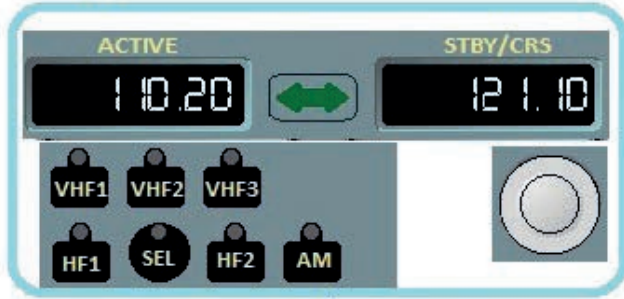 ACTIVE STBY/CRS
110.20 121.10
VHF1 VHF2 VHF3
HF1 SEL HF2 AM